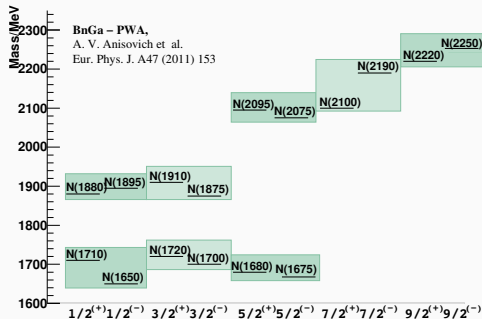 Mass/MeV
BnGa – PWA,
A. V. Anisovich et al.
Eur. Phys. J. A47 (2011) 153
2300
2200
2100
2000
1900
1800
1700
1600
N(2250)
N(2220)
N(2190)
N(2100)
N(2095) N(2075)
N(1910)
N(1880) N(1895) N(1875)
N(1710) N(1720)
N(1700)
N(1680) N(1675)
N(1650)
1/2(+) 1/2(−) 3/2(+) 3/2(−) 5/2(+) 5/2(−) 7/2(+) 7/2(−) 9/2(+) 9/2(−)